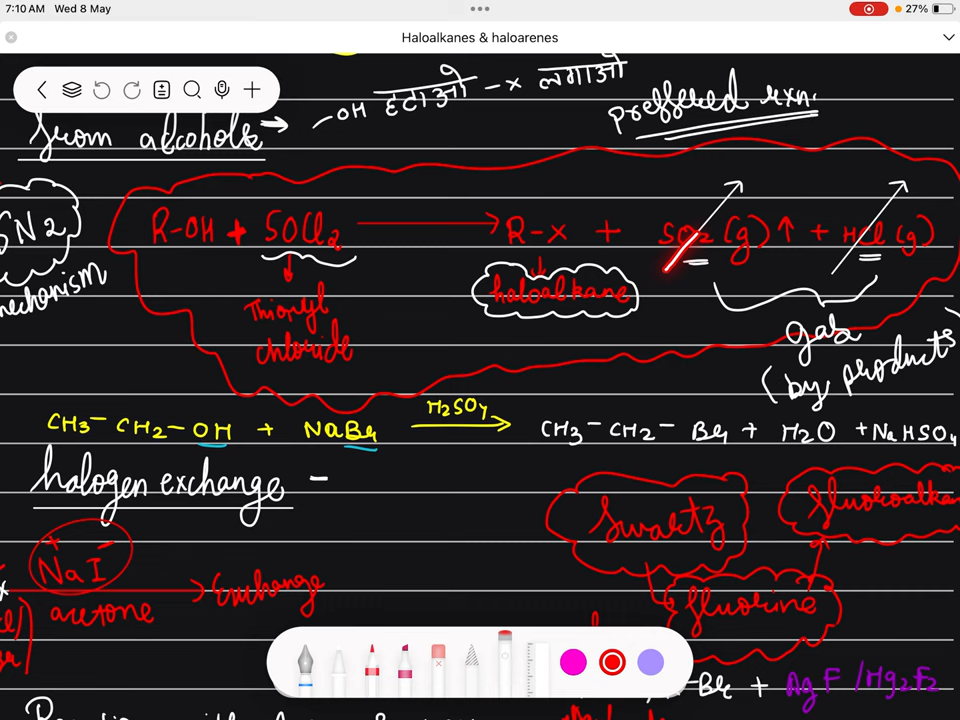 7:10 AM Wed 8 May
27%
Haloalkanes & haloarenes
from alcohols → -OH हटाओ -X लगाओ
preffered rxn.
SN2
mechanism
R-OH + SOCl2 → R-X + SO2 (g) ↑ + HCl (g)
Thionyl
chloride
haloalkane
gas
(by products
CH3-CH2-OH + NaBr H2SO4 → CH3-CH2-Br + H2O + NaHSO4
halogen exchange -
Swartz
NaI
acetone
→ Exchange
fluorine
-Br + AgF/Hg2F2